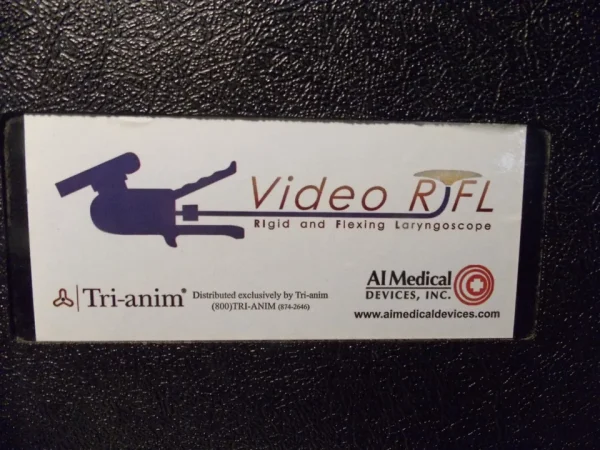 Video RIFL
RIgid and Flexing Laryngoscope
Tri-anim®
Distributed exclusively by Tri-anim
(800)TRI-ANIM (874-2646)
AI Medical
DEVICES, INC.
www.aimedicaldevices.com